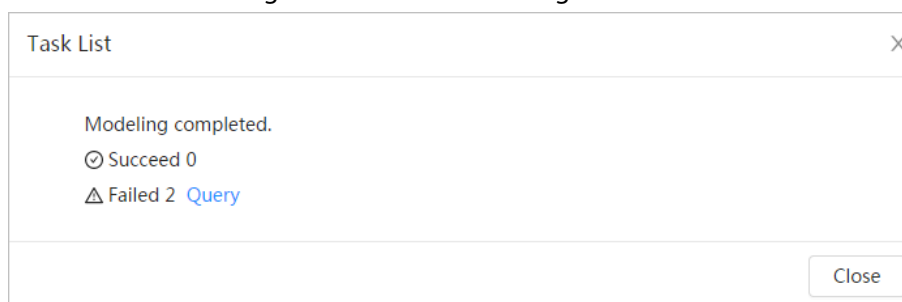 Task List
Modeling completed.
Succeed 0
Failed 2 Query
Close